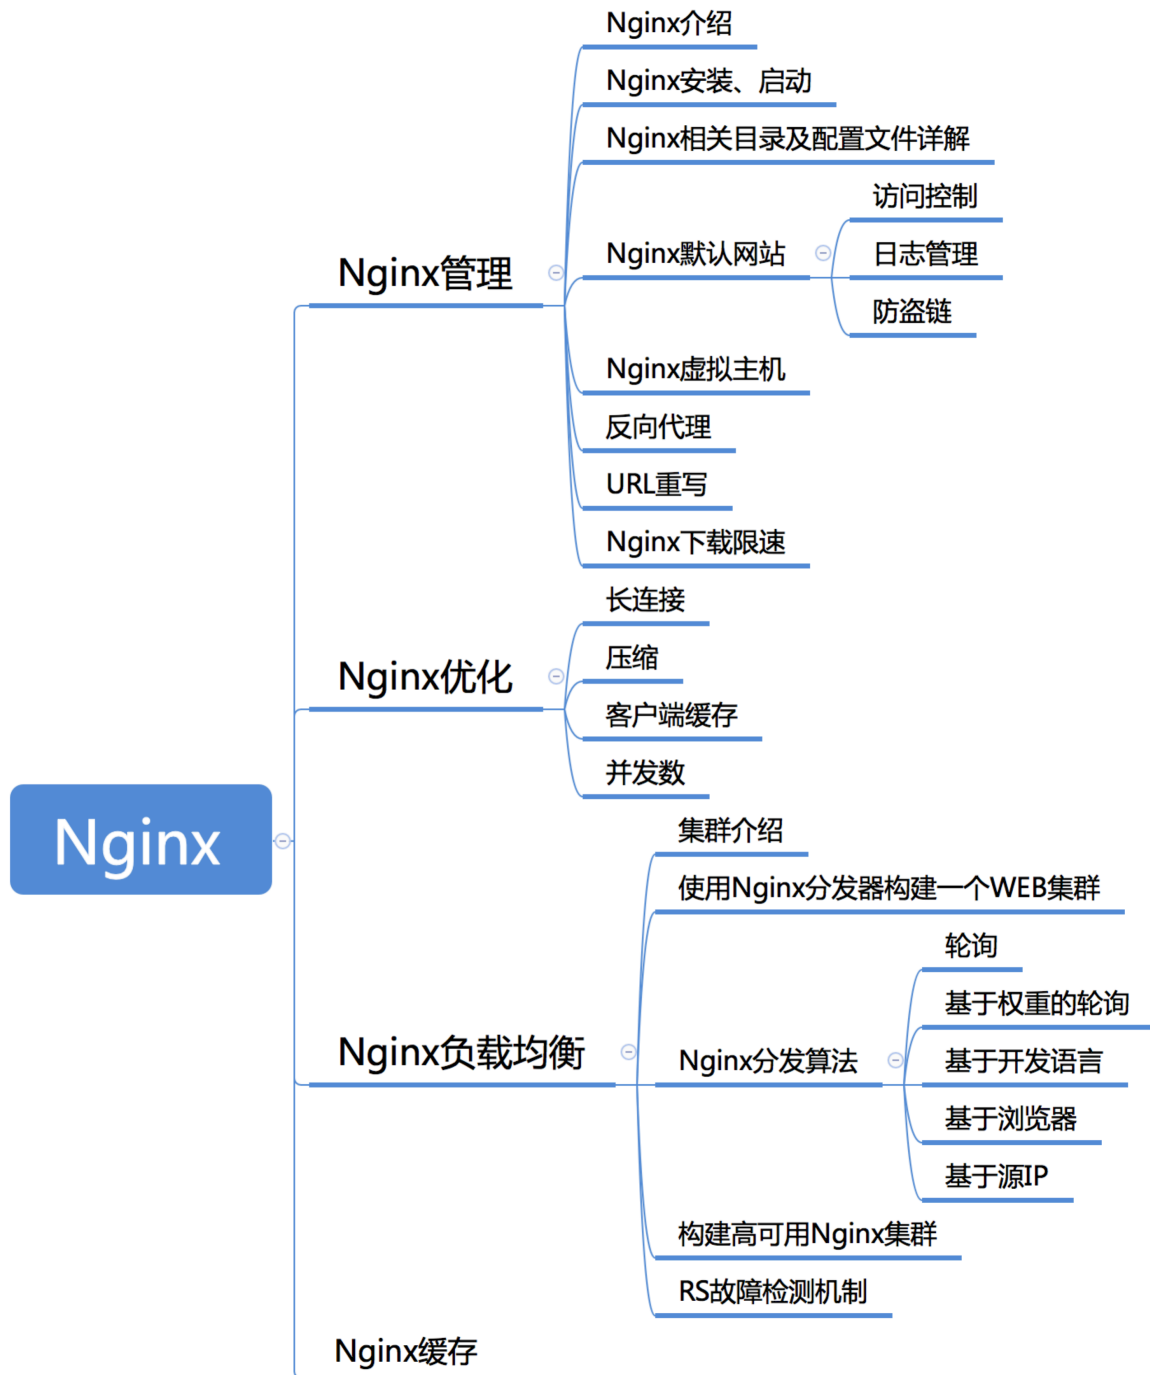 Nginx介绍
Nginx安装、启动
Nginx相关目录及配置文件详解
访问控制
Nginx默认网站
日志管理
防盗链
Nginx管理
Nginx虚拟主机
反向代理
URL重写
Nginx下载限速
长连接
Nginx优化
压缩
客户端缓存
并发数
Nginx
集群介绍
使用Nginx分发器构建一个WEB集群
轮询
基于权重的轮询
Nginx负载均衡
Nginx分发算法
基于开发语言
基于浏览器
基于源IP
构建高可用Nginx集群
RS故障检测机制
Nginx缓存